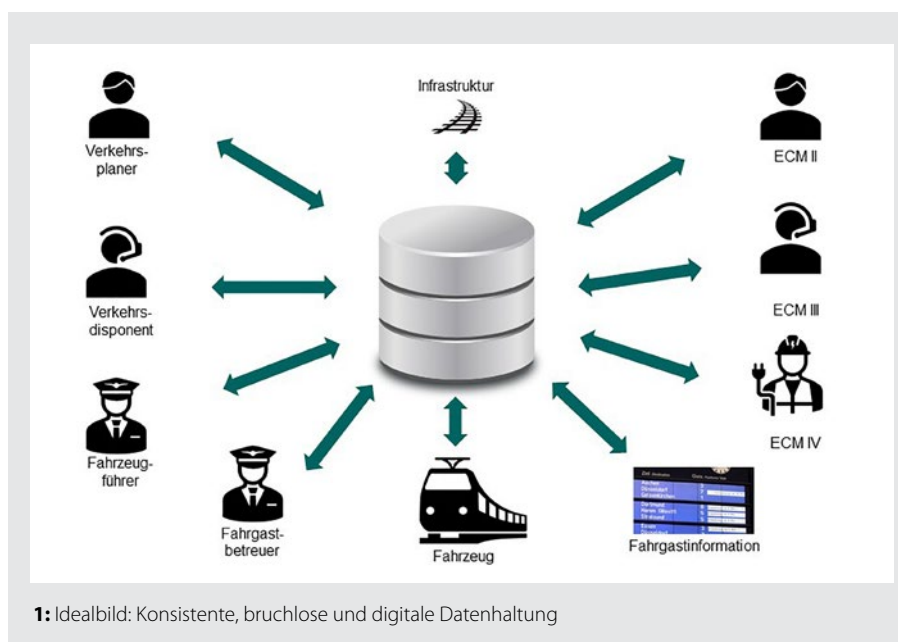 Infrastruktur
Verkehrs-
planer
ECM II
Verkehrs-
disponent
ECM III
Fahrzeug-
führer
ECM IV
Fahrgast-
betreuer
Fahrzeug
Fahrgastinformation
1: Idealbild: Konsistente, bruchlose und digitale Datenhaltung